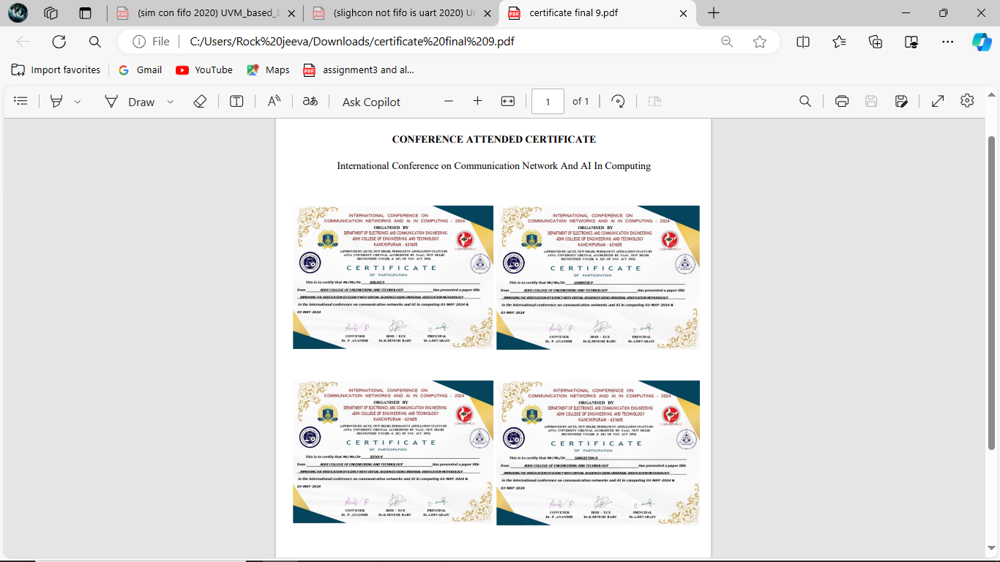 (sim con fifo 2020) UVM_based_
(slighcon not fifo is uart 2020) Ur
certificate final 9.pdf
File
C:/Users/Rock%20jeeva/Downloads/certificate%20final%209.pdf
Import favorites
Gmail
YouTube
Maps
assignment3 and al...
Draw
Ask Copilot
1
of 1
CONFERENCE ATTENDED CERTIFICATE
International Conference on Communication Network And AI In Computing
INTERNATIONAL CONFERENCE ON
COMMUNICATION NETWORKS AND AI IN COMPUTING - 2024
ORGANISED BY
DEPARTMENT OF ELECTRONICS AND COMMUNICATION ENGINEERING
ADHI COLLEGE OF ENGINEERING AND TECHNOLOGY
KANCHIPURAM - 631605
(APPROVED BY AICTE, NEW DELHI, PERMANENT AFFILIATION STATUS BY
ANNA UNIVERSITY CHENNAI, ACCREDITED BY NAAC, NEW DELHI
RECOGNISED UNI2(B) & 2(F) OF UGC ACT 1956)
CERTIFICATE
OF PARTICIPATION
This is to certify that Mr/Ms/Dr BALAJI S
from ADHI COLLEGE OF ENGINEERING AND TECHNOLOGY Has presented a paper title
IMPROVING THE VERIFICATION EFFICIENCY WITH VIRTUAL SEQUENCES USING UNIVERSAL VERIFICATION METHODOLOGY
in the international conference on communication networks and AI in computing 02-MAY-2024 &
03-MAY-2024
CONVENER
Dr. P .ANANDHI
HOD / ECE
Dr.K.DINESH BABU
PRINCIPAL
Dr.A.DEVARAJU
INTERNATIONAL CONFERENCE ON
COMMUNICATION NETWORKS AND AI IN COMPUTING - 2024
ORGANISED BY
DEPARTMENT OF ELECTRONICS AND COMMUNICATION ENGINEERING
ADHI COLLEGE OF ENGINEERING AND TECHNOLOGY
KANCHIPURAM - 631605
(APPROVED BY AICTE, NEW DELHI, PERMANENT AFFILIATION STATUS BY
ANNA UNIVERSITY CHENNAI, ACCREDITED BY NAAC, NEW DELHI
RECOGNISED UNI2(B) & 2(F) OF UGC ACT 1956)
CERTIFICATE
OF PARTICIPATION
This is to certify that Mr/Ms/Dr GOMATHI P
from ADHI COLLEGE OF ENGINEERING AND TECHNOLOGY Has presented a paper title
IMPROVING THE VERIFICATION EFFICIENCY WITH VIRTUAL SEQUENCES USING UNIVERSAL VERIFICATION METHODOLOGY
in the international conference on communication networks and AI in computing 02-MAY-2024 &
03-MAY-2024
CONVENER
Dr. P .ANANDHI
HOD / ECE
Dr.K.DINESH BABU
PRINCIPAL
Dr.A.DEVARAJU
INTERNATIONAL CONFERENCE ON
COMMUNICATION NETWORKS AND AI IN COMPUTING - 2024
ORGANISED BY
DEPARTMENT OF ELECTRONICS AND COMMUNICATION ENGINEERING
ADHI COLLEGE OF ENGINEERING AND TECHNOLOGY
KANCHIPURAM - 631605
(APPROVED BY AICTE, NEW DELHI, PERMANENT AFFILIATION STATUS BY
ANNA UNIVERSITY CHENNAI, ACCREDITED BY NAAC, NEW DELHI
RECOGNISED UNI2(B) & 2(F) OF UGC ACT 1956)
CERTIFICATE
OF PARTICIPATION
This is to certify that Mr/Ms/Dr JEEVA V
from ADHI COLLEGE OF ENGINEERING AND TECHNOLOGY Has presented a paper title
IMPROVING THE VERIFICATION EFFICIENCY WITH VIRTUAL SEQUENCES USING UNIVERSAL VERIFICATION METHODOLOGY
in the international conference on communication networks and AI in computing 02-MAY-2024 &
03-MAY-2024
CONVENER
Dr. P .ANANDHI
HOD / ECE
Dr.K.DINESH BABU
PRINCIPAL
Dr.A.DEVARAJU
INTERNATIONAL CONFERENCE ON
COMMUNICATION NETWORKS AND AI IN COMPUTING - 2024
ORGANISED BY
DEPARTMENT OF ELECTRONICS AND COMMUNICATION ENGINEERING
ADHI COLLEGE OF ENGINEERING AND TECHNOLOGY
KANCHIPURAM - 631605
(APPROVED BY AICTE, NEW DELHI, PERMANENT AFFILIATION STATUS BY
ANNA UNIVERSITY CHENNAI, ACCREDITED BY NAAC, NEW DELHI
RECOGNISED UNI2(B) & 2(F) OF UGC ACT 1956)
CERTIFICATE
OF PARTICIPATION
This is to certify that Mr/Ms/Dr SANGEETHA R
from ADHI COLLEGE OF ENGINEERING AND TECHNOLOGY Has presented a paper title
IMPROVING THE VERIFICATION EFFICIENCY WITH VIRTUAL SEQUENCES USING UNIVERSAL VERIFICATION METHODOLOGY
in the international conference on communication networks and AI in computing 02-MAY-2024 &
03-MAY-2024
CONVENER
Dr. P .ANANDHI
HOD / ECE
Dr.K.DINESH BABU
PRINCIPAL
Dr.A.DEVARAJU